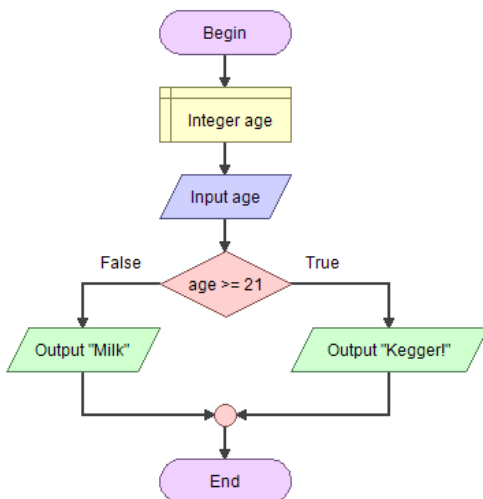 Begin
Integer age
Input age
False
True
age >= 21
Output "Milk"
Output "Kegger!"
End